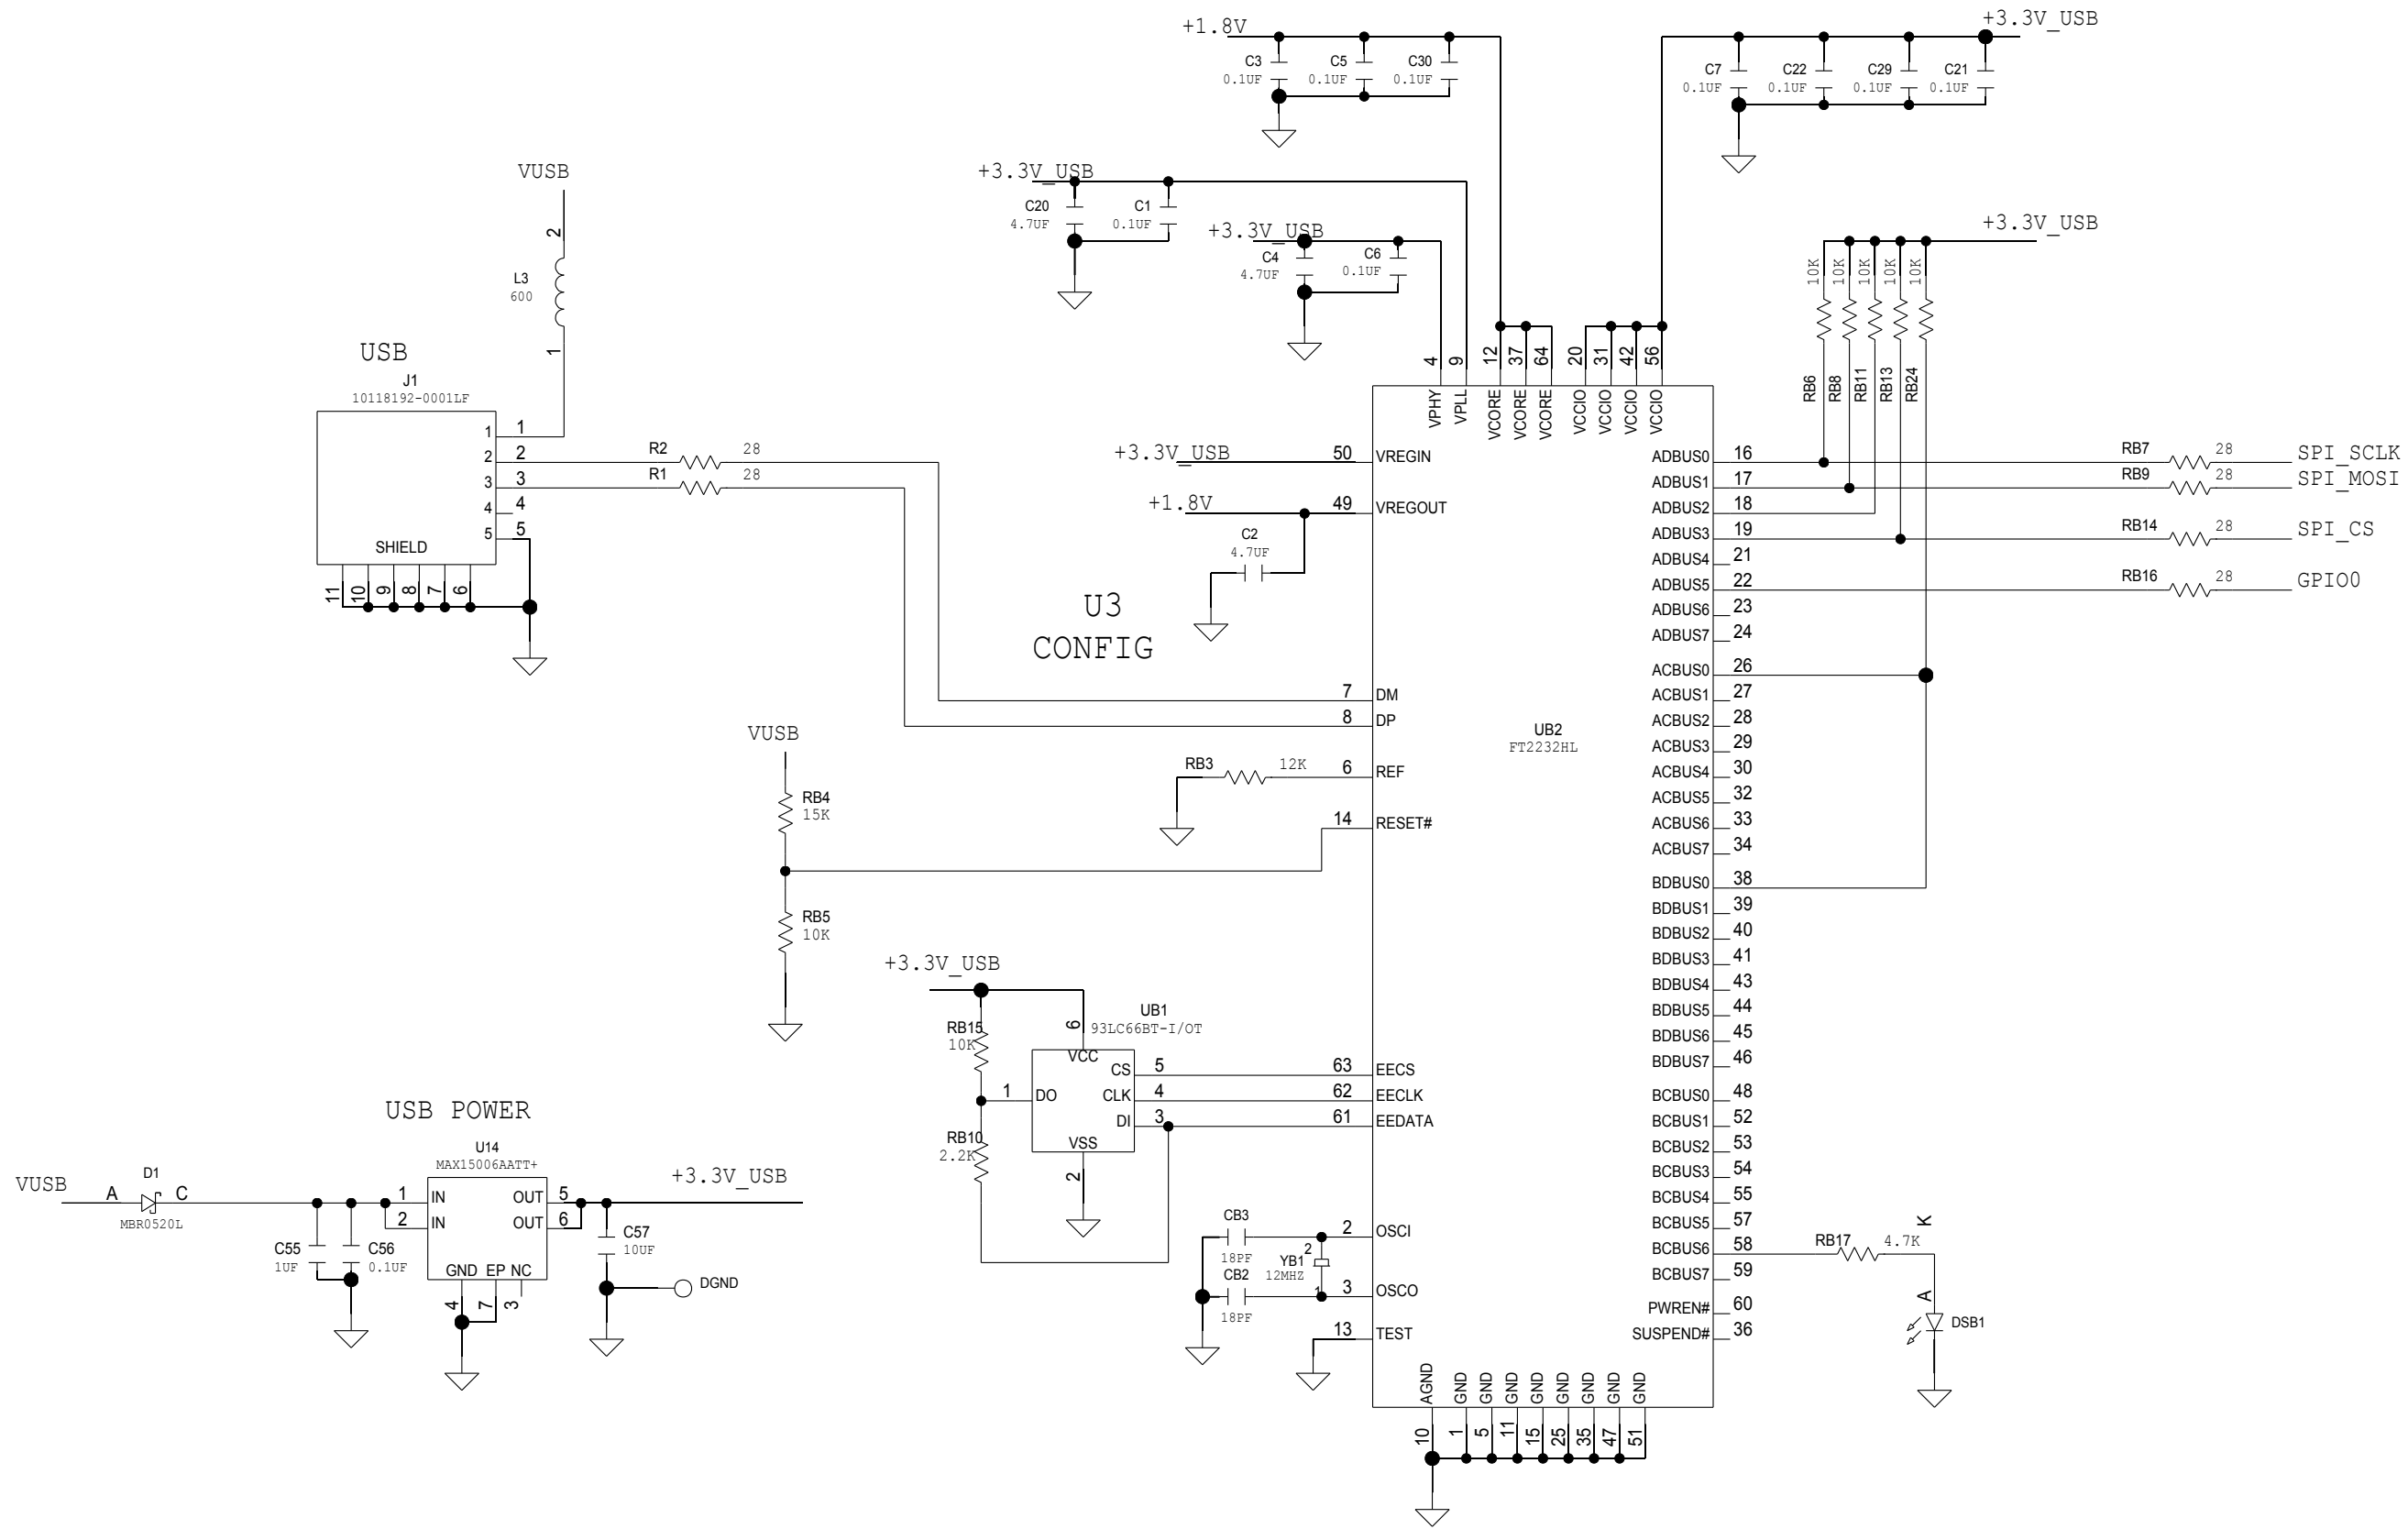 +1.8V
C3 0.1UF
C5 0.1UF
C30 0.1UF
+3.3V_USB
C7 0.1UF
C22 0.1UF
C29 0.1UF
C21 0.1UF
+3.3V_USB
C20 4.7UF
C1 0.1UF
+3.3V_USB
C4 4.7UF
C6 0.1UF
+3.3V_USB
10K 10K 10K 10K 10K
RB6 RB8 RB11 RB13 RB24
VUSB
2
L3
600
1
USB
J1
10118192-0001LF
1 1
2 2
3 3
4 4
5 5
SHIELD
11 10 9 8 7 6
R2 28
R1 28
4 9 12 37 64 20 31 42 56
VPHY VPLL VCORE VCORE VCORE VCCIO VCCIO VCCIO VCCIO
+3.3V_USB 50 VREGIN
+1.8V 49 VREGOUT
C2
4.7UF
U3
CONFIG
7 DM
8 DP
UB2
FT2232HL
RB3 12K 6 REF
14 RESET#
VUSB
RB4
15K
RB5
10K
+3.3V_USB
RB15
10K
RB10
2.2K
UB1
93LC66BT-I/OT
6
VCC
1 DO
CS 5 63 EECS
CLK 4 62 EECLK
DI 3 61 EEDATA
VSS
2
CB3
18PF
CB2
18PF
2
YB1
12MHZ
1
2 OSCI
3 OSCO
13 TEST
AGND GND GND GND GND GND GND GND GND
10 1 5 11 15 25 35 47 51
ADBUS0 16 RB7 28 SPI_SCLK
ADBUS1 17 RB9 28 SPI_MOSI
ADBUS2 18
ADBUS3 19 RB14 28 SPI_CS
ADBUS4 21
ADBUS5 22 RB16 28 GPIO0
ADBUS6 23
ADBUS7 24
ACBUS0 26
ACBUS1 27
ACBUS2 28
ACBUS3 29
ACBUS4 30
ACBUS5 32
ACBUS6 33
ACBUS7 34
BDBUS0 38
BDBUS1 39
BDBUS2 40
BDBUS3 41
BDBUS4 43
BDBUS5 44
BDBUS6 45
BDBUS7 46
BCBUS0 48
BCBUS1 52
BCBUS2 53
BCBUS3 54
BCBUS4 55
BCBUS5 57
BCBUS6 58 RB17 4.7K
BCBUS7 59
PWREN# 60
SUSPEND# 36
K
A
DSB1
USB POWER
U14
MAX15006AATT+
VUSB A D1 C
MBR0520L
C55
1UF
C56
0.1UF
1 IN OUT 5
2 IN OUT 6
GND EP NC
4 7 3
+3.3V_USB
C57
10UF
DGND